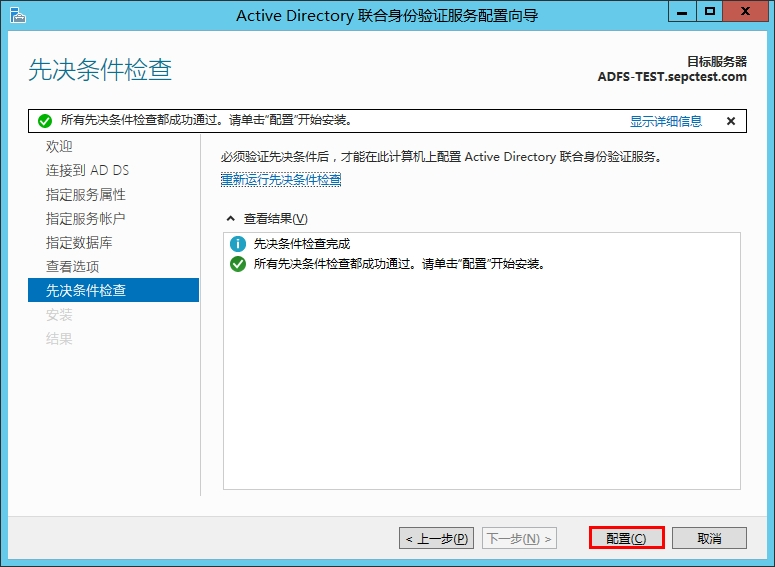 Active Directory 联合身份验证服务配置向导
先决条件检查
目标服务器
ADFS-TEST.sepctest.com
所有先决条件检查都成功通过。请单击"配置"开始安装。
显示详细信息
欢迎
连接到 AD DS
指定服务属性
指定服务帐户
指定数据库
查看选项
先决条件检查
安装
结果
必须验证先决条件后，才能在此计算机上配置 Active Directory 联合身份验证服务。
重新运行先决条件检查
查看结果(V)
先决条件检查完成
所有先决条件检查都成功通过。请单击"配置"开始安装。
< 上一步(P)
下一步(N) >
配置(C)
取消